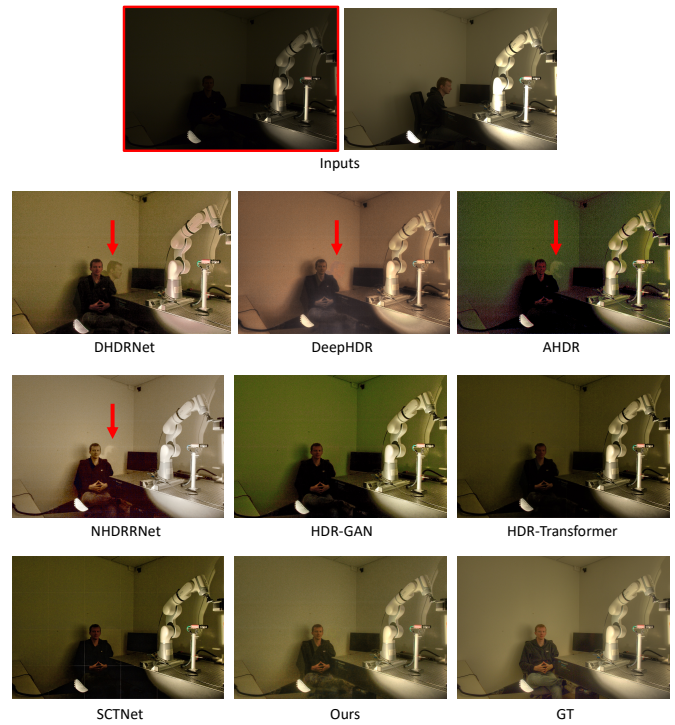 Inputs
DHDRNet
DeepHDR
AHDR
NHDRRNet
HDR-GAN
HDR-Transformer
SCTNet
Ours
GT